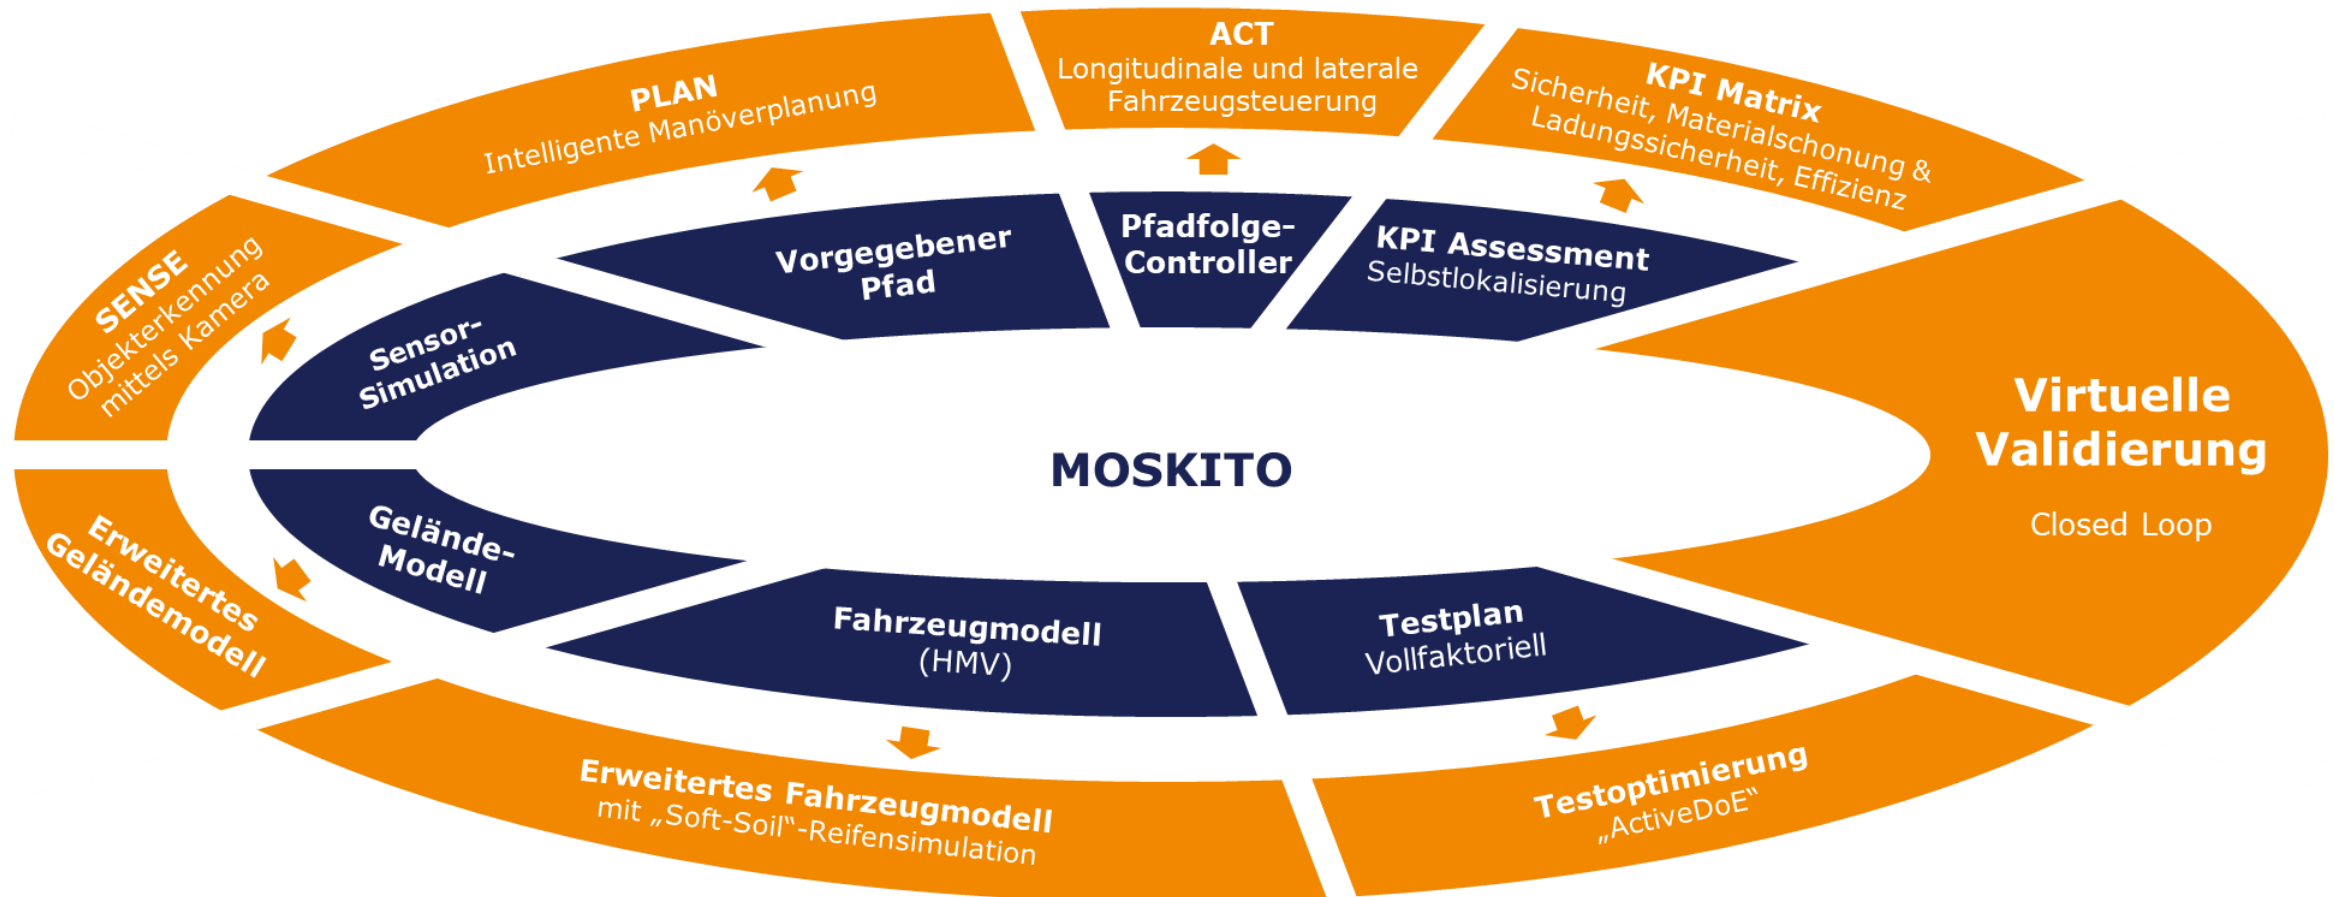 ACT
Longitudinale und laterale
Fahrzeugsteuerung
PLAN
Intelligente Manöverplanung
KPI Matrix
Sicherheit, Materialschonung &
Ladungssicherheit, Effizienz
SENSE
Objekterkennung
mittels Kamera
Sensor-
Simulation
Vorgegebener
Pfad
Pfadfolge-
Controller
KPI Assessment
Selbstlokalisierung
MOSKITO
Virtuelle
Validierung
Closed Loop
Erweitertes
Geländemodell
Gelände-
Modell
Fahrzeugmodell
(HMV)
Testplan
Vollfaktoriell
Erweitertes Fahrzeugmodell
mit „Soft-Soil“-Reifensimulation
Testoptimierung
„ActiveDoE“